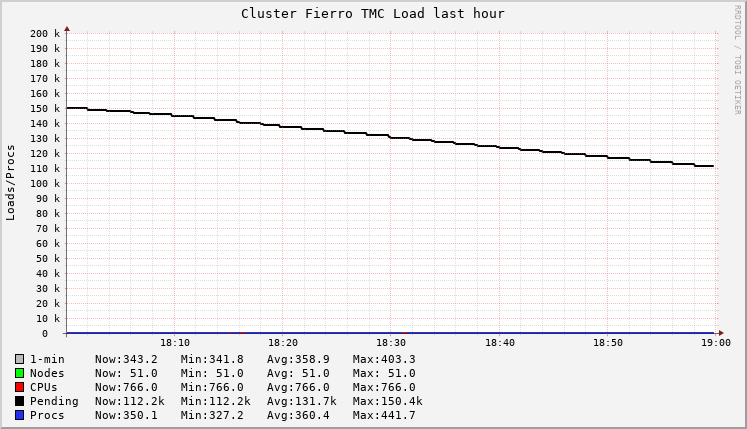 Cluster Fierro TMC Load last hour
RRDTOOL / TOBI OETIKER
Loads/Procs
200 k
190 k
180 k
170 k
160 k
150 k
140 k
130 k
120 k
110 k
100 k
90 k
80 k
70 k
60 k
50 k
40 k
30 k
20 k
10 k
0
18:10 18:20 18:30 18:40 18:50 19:00
1-min Now:343.2 Min:341.8 Avg:358.9 Max:403.3
Nodes Now: 51.0 Min: 51.0 Avg: 51.0 Max: 51.0
CPUs Now:766.0 Min:766.0 Avg:766.0 Max:766.0
Pending Now:112.2k Min:112.2k Avg:131.7k Max:150.4k
Procs Now:350.1 Min:327.2 Avg:360.4 Max:441.7